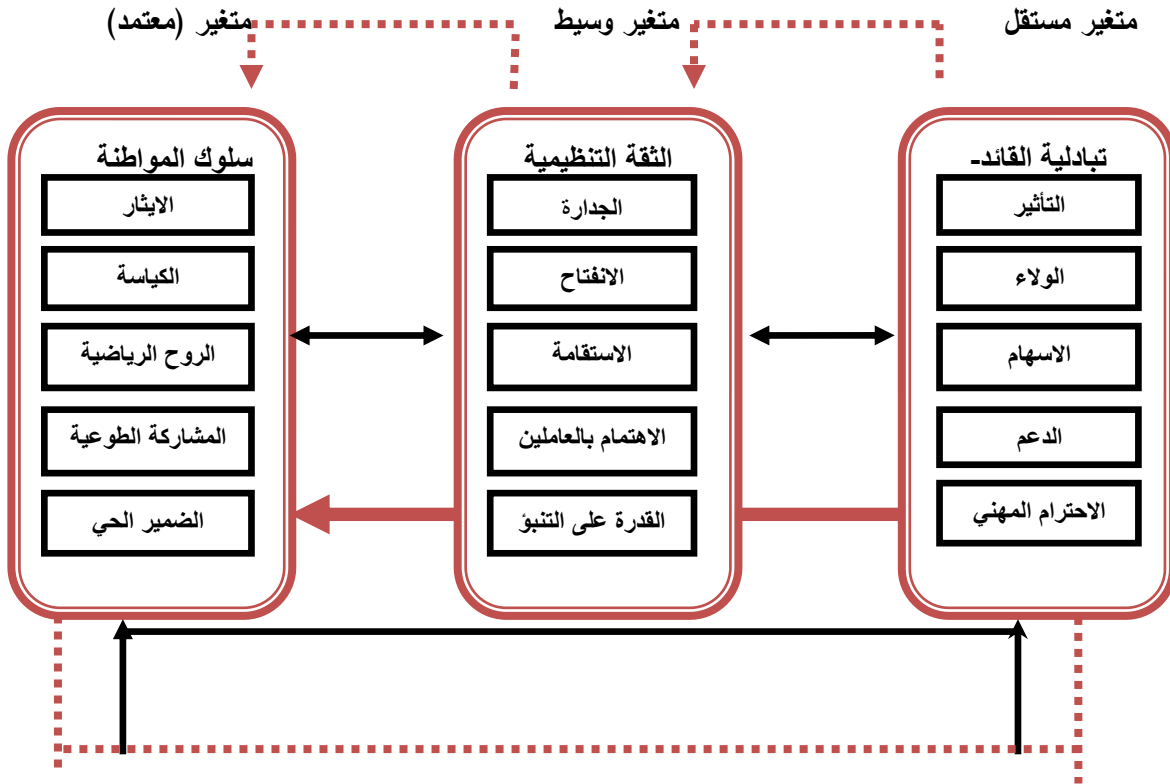 متغير مستقل
متغير وسيط
متغير (معتمد)
تبادلية القائد-
التأثير
الولاء
الاسهام
الدعم
الاحترام المهني
الثقة التنظيمية
الجدارة
الانفتاح
الاستقامة
الاهتمام بالعاملين
القدرة على التنبؤ
سلوك المواطنة
الايثار
الكياسة
الروح الرياضية
المشاركة الطوعية
الضمير الحي